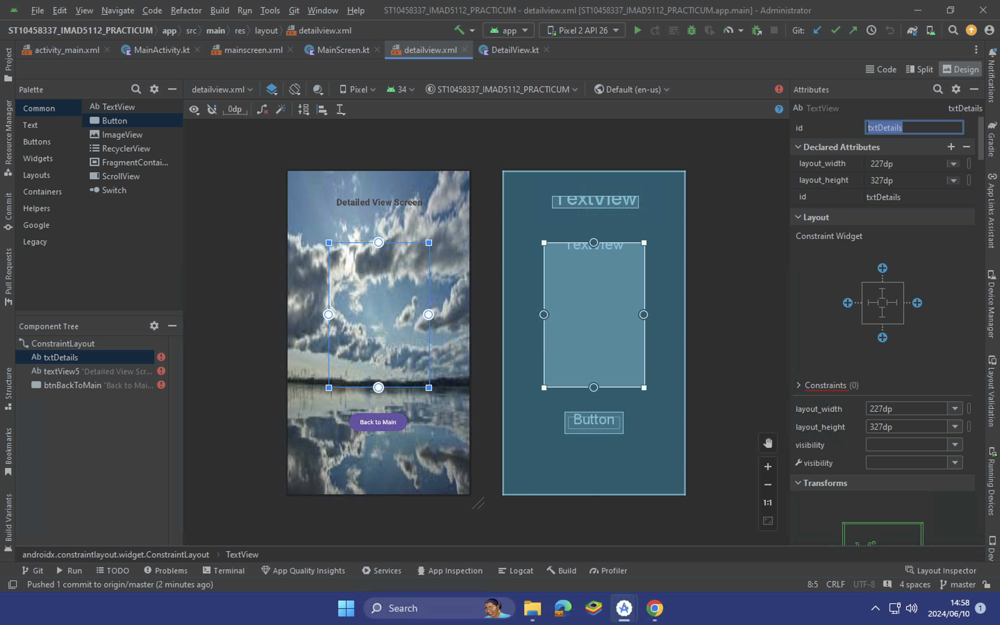 File Edit View Navigate Code Refactor Build Run Tools Git Window Help ST10458337_IMAD5112_PRACTICUM - detailview.xml [ST10458337_IMAD5112_PRACTICUM.app.main] - Administrator
ST10458337_IMAD5112_PRACTICUM app src main res layout detailview.xml app Pixel 2 API 26 Git:
activity_main.xml MainActivity.kt mainscreen.xml MainScreen.kt detailview.xml DetailView.kt
Code Split Design
Palette
detailview.xml Pixel 34 ST10458337_IMAD5112_PRACTICUM Default (en-us)
Attributes
0dp
Common
Text
Buttons
Widgets
Layouts
Containers
Helpers
Google
Legacy
Ab TextView
Button
ImageView
RecyclerView
FragmentContai...
ScrollView
Switch
Component Tree
ConstraintLayout
Ab txtDetails
Ab textView5 "Detailed View Scr...
btnBackToMain "Back to Mai...
Detailed View Screen
Back to Main
TextView
TextView
Button
1:1
Ab TextView txtDetails
id txtDetails
Declared Attributes
layout_width 227dp
layout_height 327dp
id txtDetails
Layout
Constraint Widget
Constraints (0)
layout_width 227dp
layout_height 327dp
visibility
visibility
Transforms
Project
Resource Manager
Commit
Pull Requests
Structure
Bookmarks
Build Variants
Notifications
Gradle
App Links Assistant
Device Manager
Layout Validation
Running Devices
Dev
androidx.constraintlayout.widget.ConstraintLayout TextView
Git Run TODO Problems Terminal App Quality Insights Services App Inspection Logcat Build Profiler Layout Inspector
Pushed 1 commit to origin/master (2 minutes ago) 8:5 CRLF UTF-8 4 spaces master
Search
14:58
2024/06/10
1